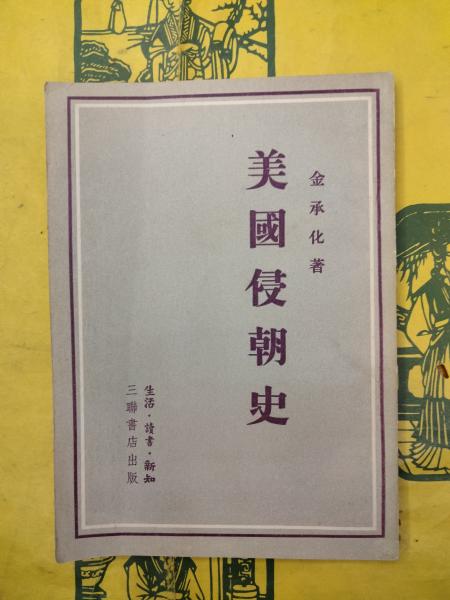 金承化著
美國侵朝史
生活·讀書·新知
三聯書店出版